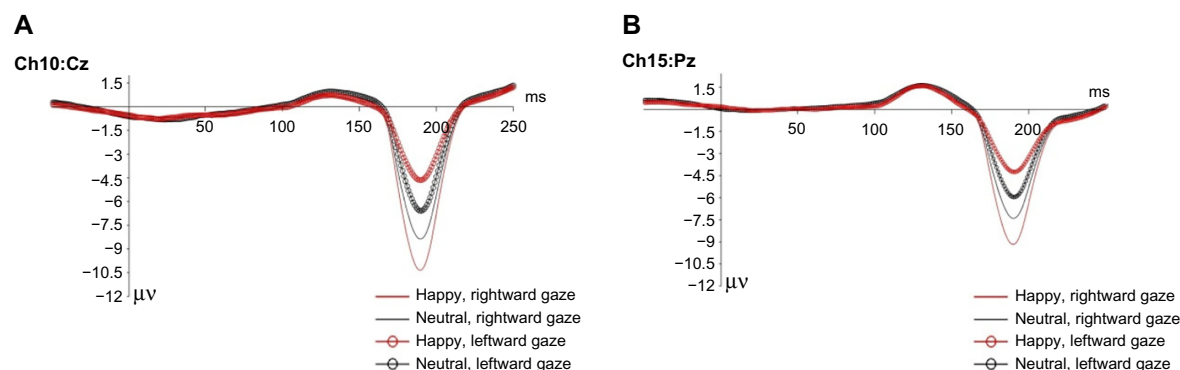 A
Ch10:Cz
1.5
−1.5
−3
−4.5
−6
−7.5
−9
−10.5
−12
μν
50
100
150
200
250
ms
Happy, rightward gaze
Neutral, rightward gaze
Happy, leftward gaze
Neutral, leftward gaze
B
Ch15:Pz
1.5
−1.5
−3
−4.5
−6
−7.5
−9
−10.5
−12
μν
50
100
150
200
ms
Happy, rightward gaze
Neutral, rightward gaze
Happy, leftward gaze
Neutral, leftward gaze